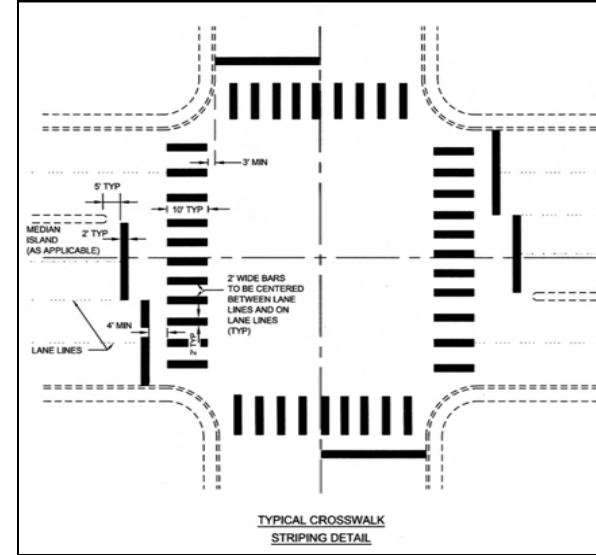 3' MIN
5' TYP
10' TYP
MEDIAN
ISLAND
(AS APPLICABLE)
2' TYP
2' WIDE BARS
TO BE CENTERED
BETWEEN LANE
LINES AND ON
LANE LINES
(TYP)
4' MIN
2' TYP
LANE LINES
TYPICAL CROSSWALK
STRIPING DETAIL